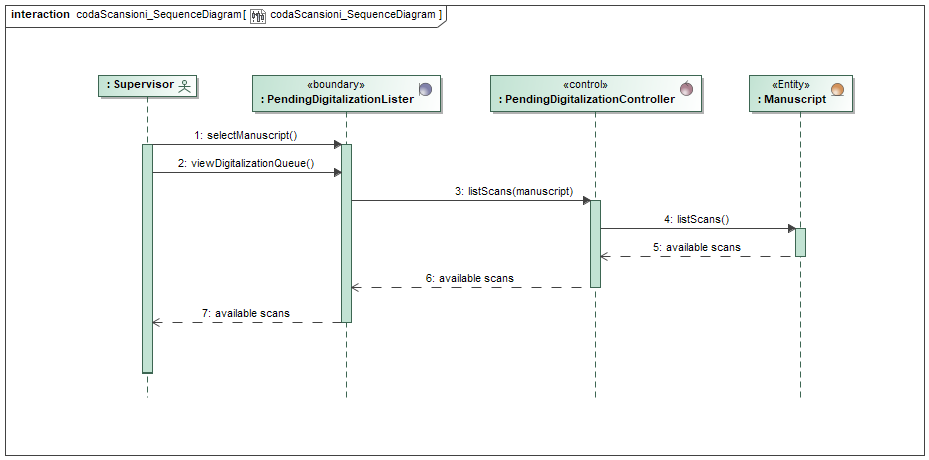 interaction codaScansioni_SequenceDiagram[ codaScansioni_SequenceDiagram ]
: Supervisor
«boundary»
: PendingDigitalizationLister
«control»
: PendingDigitalizationController
«Entity»
: Manuscript
1: selectManuscript()
2: viewDigitalizationQueue()
3: listScans(manuscript)
4: listScans()
5: available scans
6: available scans
7: available scans